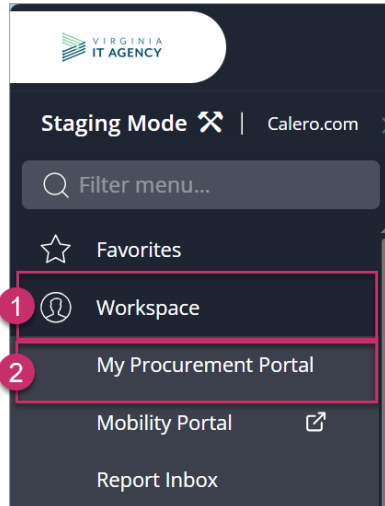 VIRGINIA
IT AGENCY
Staging Mode | Calero.com
Filter menu...
Favorites
1 Workspace
2 My Procurement Portal
Mobility Portal
Report Inbox